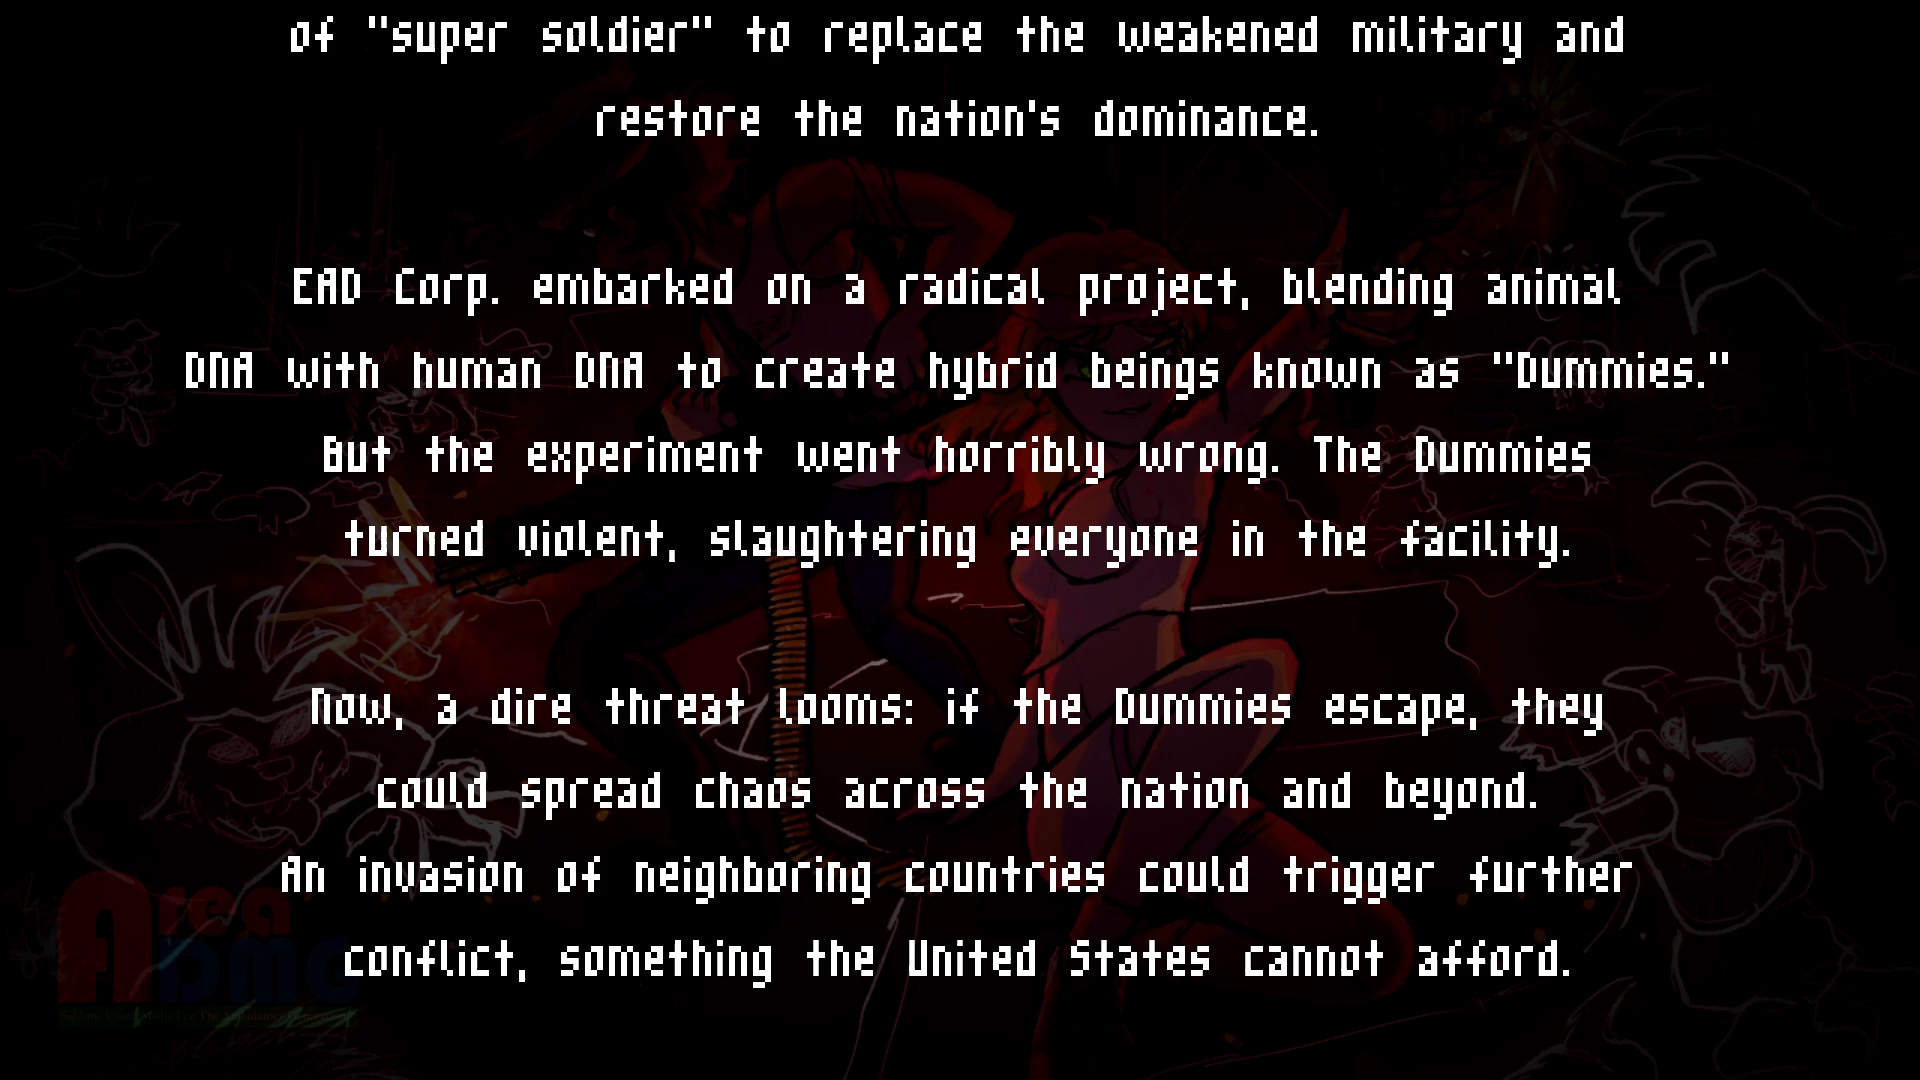 of "super soldier" to replace the weakened military and
restore the nation's dominance.
EAD Corp. embarked on a radical project, blending animal
DNA with human DNA to create hybrid beings known as "Dummies."
But the experiment went horribly wrong. The Dummies
turned violent, slaughtering everyone in the facility.
Now, a dire threat looms: if the Dummies escape, they
could spread chaos across the nation and beyond.
An invasion of neighboring countries could trigger further
conflict, something the United States cannot afford.
Area